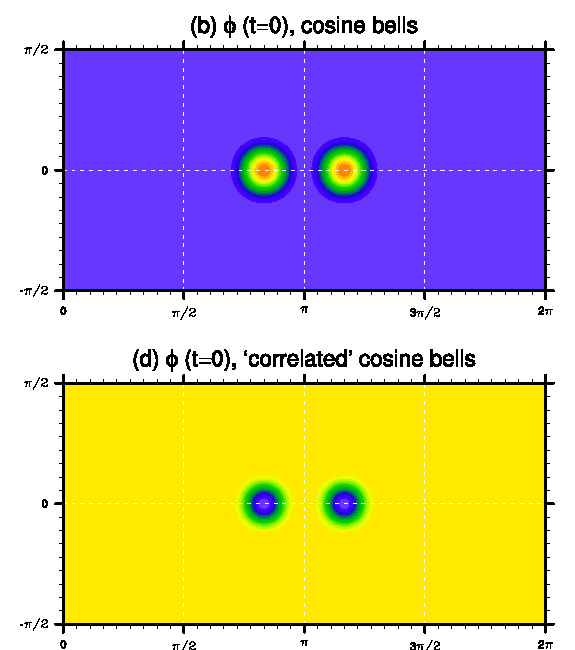 (b) ϕ (t=0), cosine bells
π/2
0
-π/2
0 π/2 π 3π/2 2π
(d) ϕ (t=0), ‘correlated’ cosine bells
π/2
0
-π/2
0 π/2 π 3π/2 2π